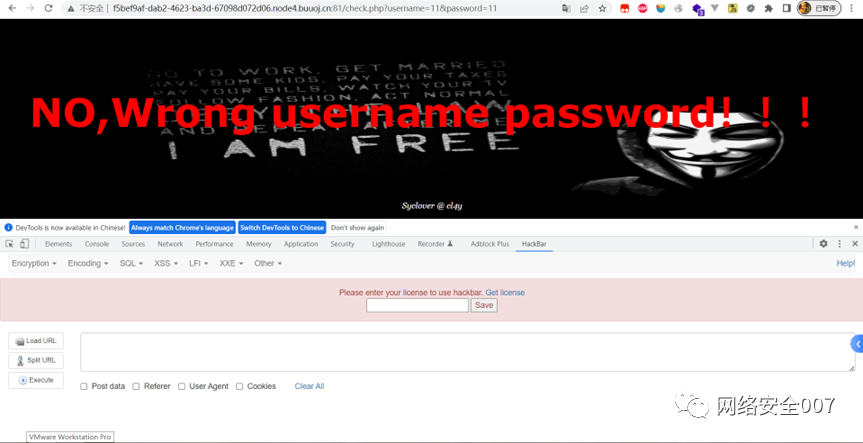 不安全 | f5bef9af-dab2-4623-ba3d-67098d072d06.node4.buuoj.cn:81/check.php?username=11&password=11
已暂停
GO TO WORK, GET MARRIED
HAVE SOME KIDS, PAY YOUR TAXES
PAY YOUR BILLS, WATCH YOUR TV
FOLLOW FASHION, ACT NORMAL
NO,Wrong username password！！！
AND REPEAT AFTER ME
I AM FREE
Syclover @ cl4y
DevTools is now available in Chinese! Always match Chrome's language Switch DevTools to Chinese Don't show again
Elements Console Sources Network Performance Memory Application Security Lighthouse Recorder Adblock Plus HackBar
Encryption Encoding SQL XSS LFI XXE Other Help!
Please enter your license to use hackbar. Get license
Save
Load URL
Split URL
Execute
Post data Referer User Agent Cookies Clear All
网络安全007
VMware Workstation Pro